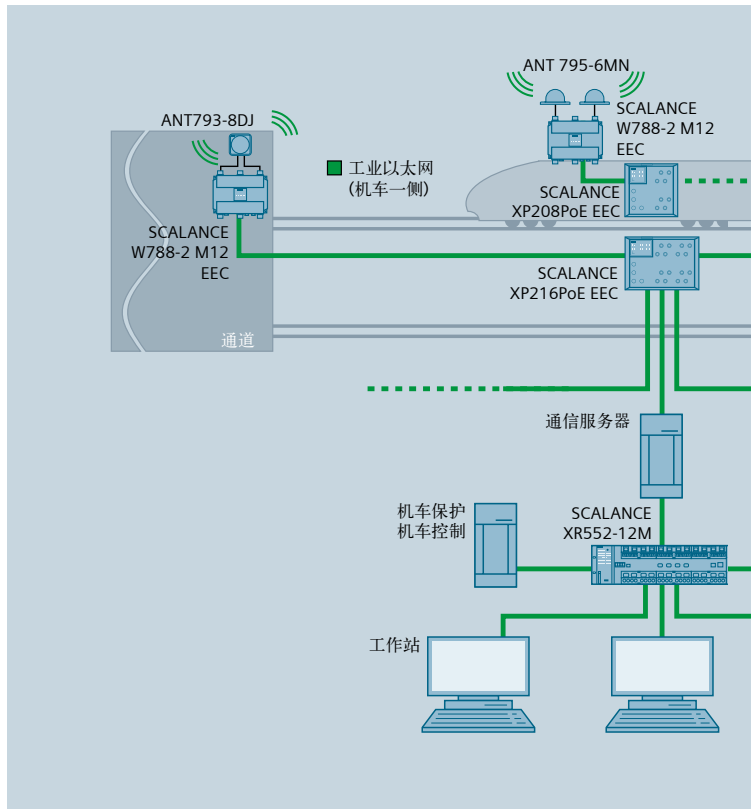 ANT 795-6MN
SCALANCE
W788-2 M12
EEC
ANT793-8DJ
工业以太网
(机车一侧)
SCALANCE
XP208PoE EEC
SCALANCE
W788-2 M12
EEC
SCALANCE
XP216PoE EEC
通道
通信服务器
机车保护
机车控制
SCALANCE
XR552-12M
工作站